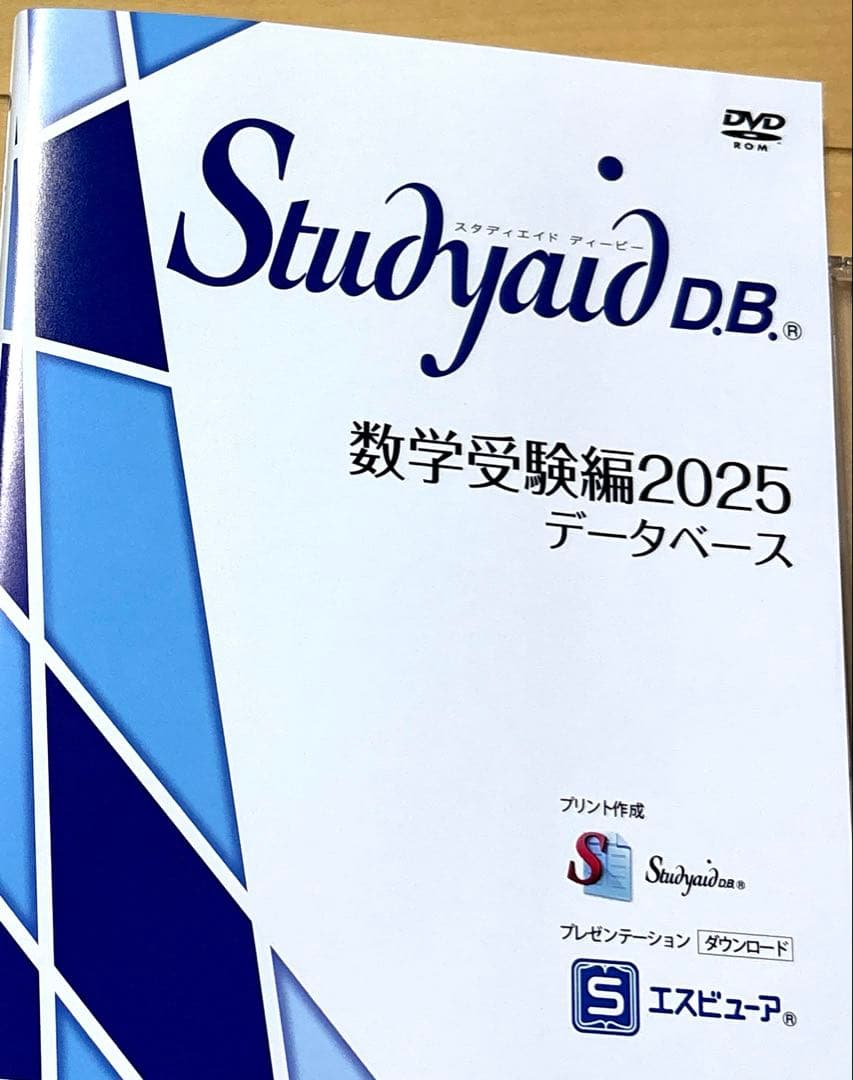 DVD
ROM
スタディエイド ディービー
Studyaid D.B.®
数学受験編2025
データベース
プリント作成
S Studyaid D.B.®
プレゼンテーション ダウンロード
S エスビューア®